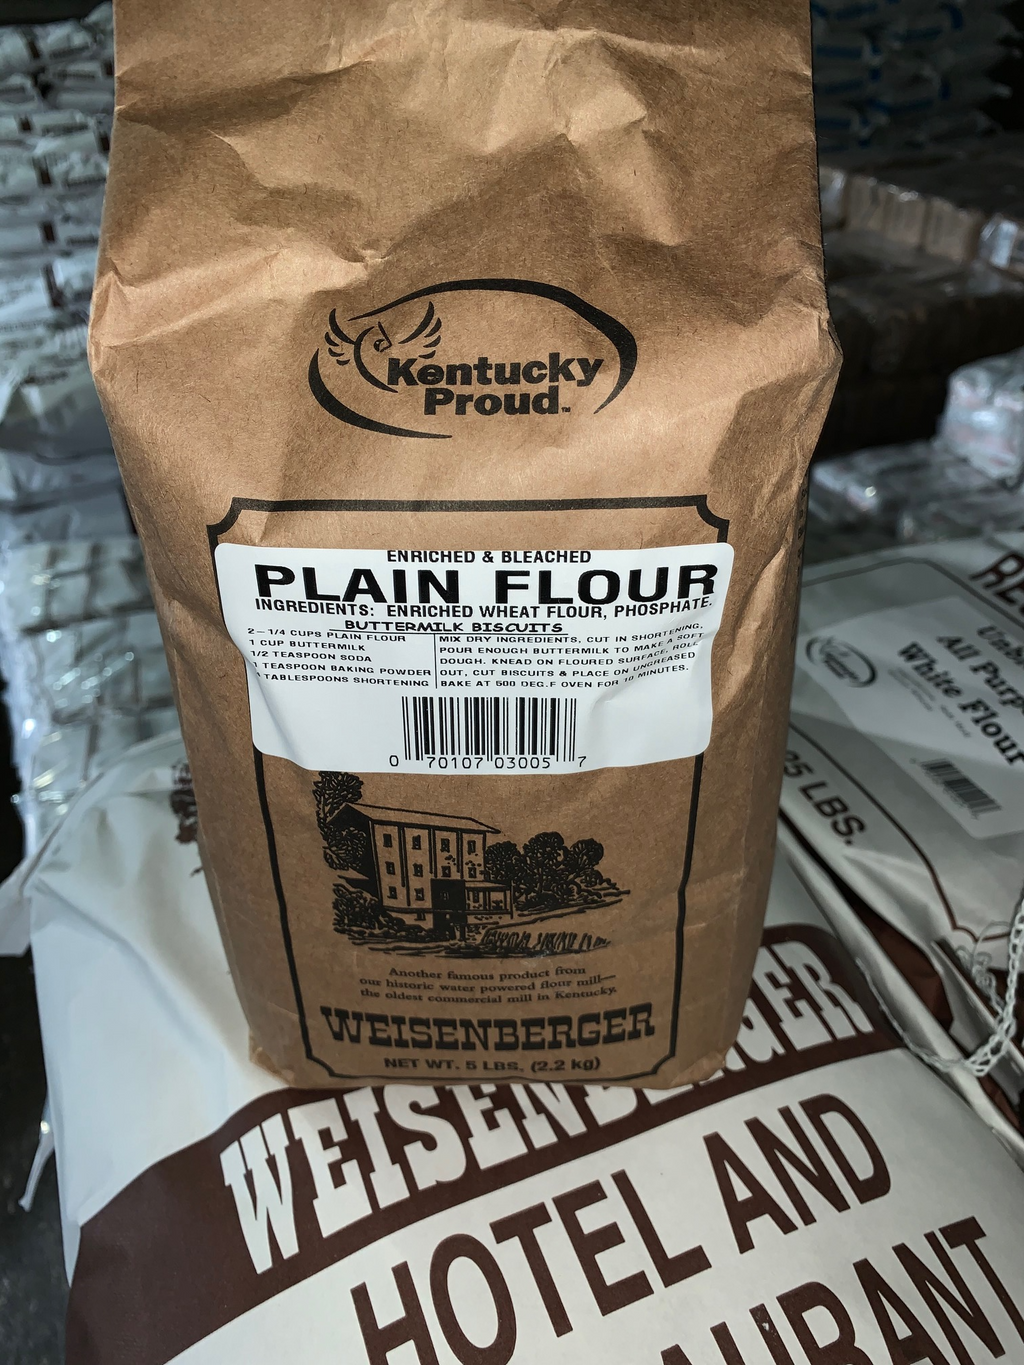 Kentucky
Proud™
ENRICHED & BLEACHED
PLAIN FLOUR
INGREDIENTS: ENRICHED WHEAT FLOUR, PHOSPHATE.
BUTTERMILK BISCUITS
2-1/4 CUPS PLAIN FLOUR
1 CUP BUTTERMILK
1/2 TEASPOON SODA
1 TEASPOON BAKING POWDER
TABLESPOONS SHORTENING
MIX DRY INGREDIENTS, CUT IN SHORTENING,
POUR ENOUGH BUTTERMILK TO MAKE A SOFT
DOUGH. KNEAD ON FLOURED SURFACE, ROLL
OUT, CUT BISCUITS & PLACE ON UNGREASED
BAKE AT 500 DEG.F OVEN FOR 10 MINUTES.
0 70107 03005 7
Another famous product from
our historic water powered flour mill—
the oldest commercial mill in Kentucky.
WEISENBERGER
NET WT. 5 LBS. (2.2 kg)
All Purp
White Flour
25 LBS.
WEISENBERGER
HOTEL AND
AURANT